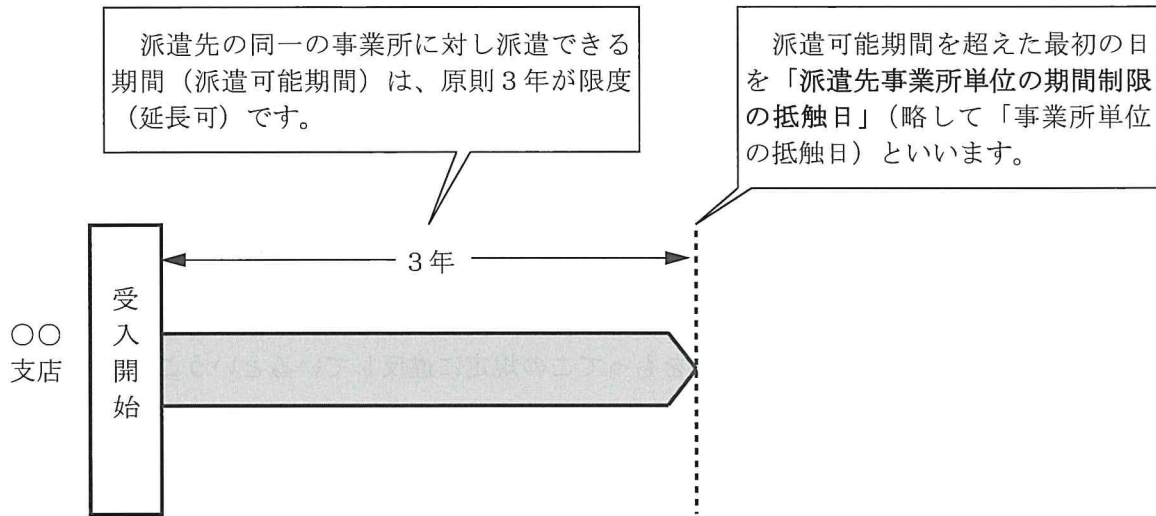 派遣先の同一の事業所に対し派遣できる
期間（派遣可能期間）は、原則３年が限度
（延長可）です。
派遣可能期間を超えた最初の日
を「派遣先事業所単位の期間制限
の抵触日」（略して「事業所単位
の抵触日）といいます。
３年
○○
支店
受
入
開
始